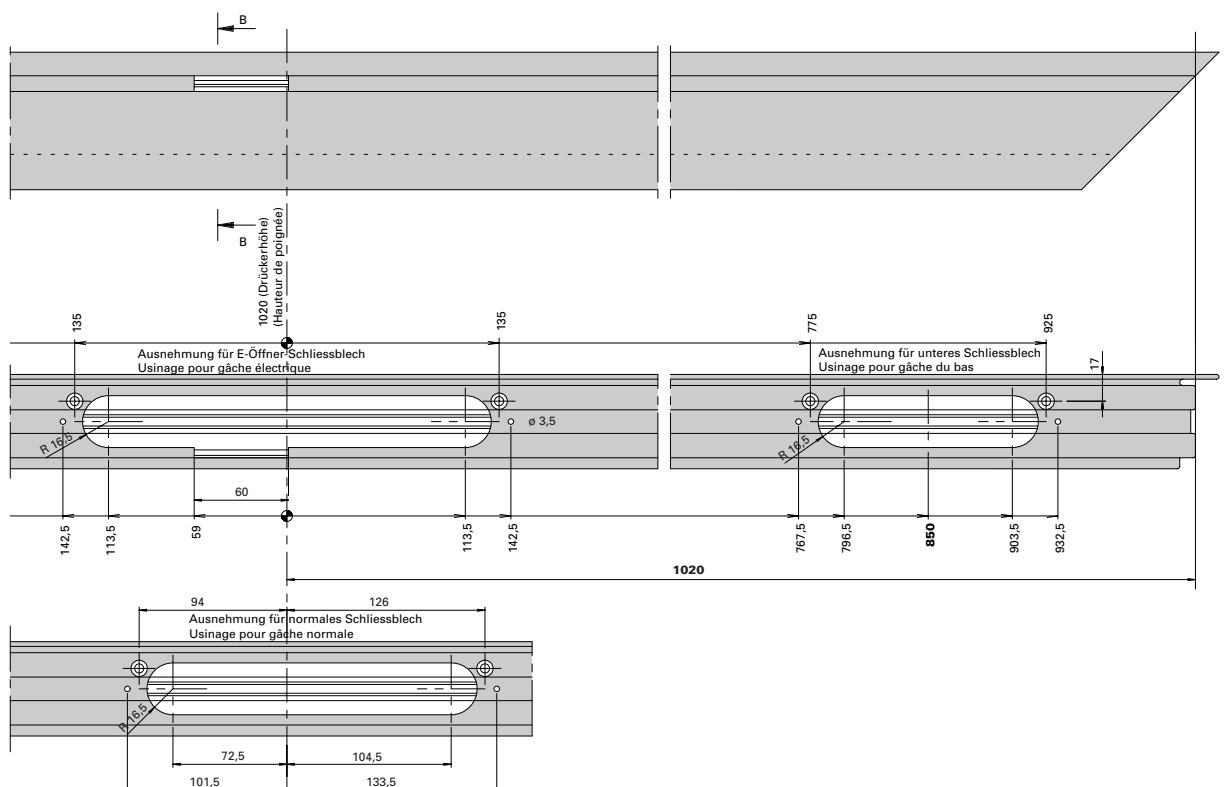 B
B
1020 (Drückerhöhe)
(Hauteur de poignée)
135
135
775
925
Ausnehmung für E-Öffner-Schliessblech
Usinage pour gâche électrique
Ausnehmung für unteres Schliessblech
Usinage pour gâche du bas
17
ø 3,5
R 16,5
R 16,5
60
142,5
113,5
59
113,5
142,5
767,5
796,5
850
903,5
932,5
1020
94
126
Ausnehmung für normales Schliessblech
Usinage pour gâche normale
R 16,5
72,5
104,5
101,5
133,5